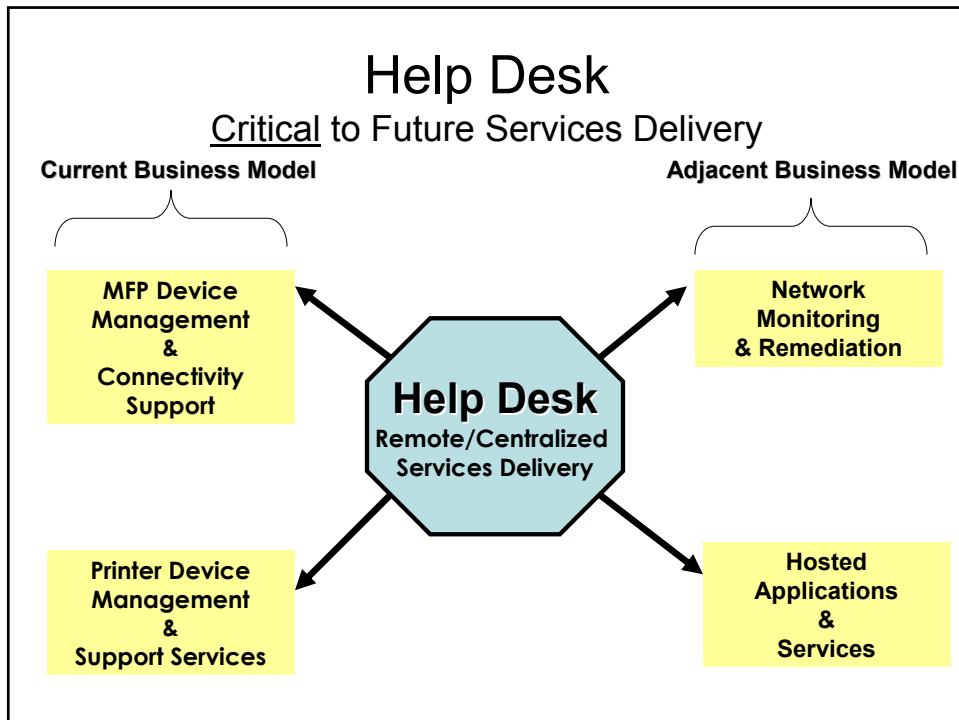 Help Desk
Critical to Future Services Delivery
Current Business Model
Adjacent Business Model
MFP Device
Management
&
Connectivity
Support
Network
Monitoring
& Remediation
Help Desk
Remote/Centralized
Services Delivery
Printer Device
Management
&
Support Services
Hosted
Applications
&
Services